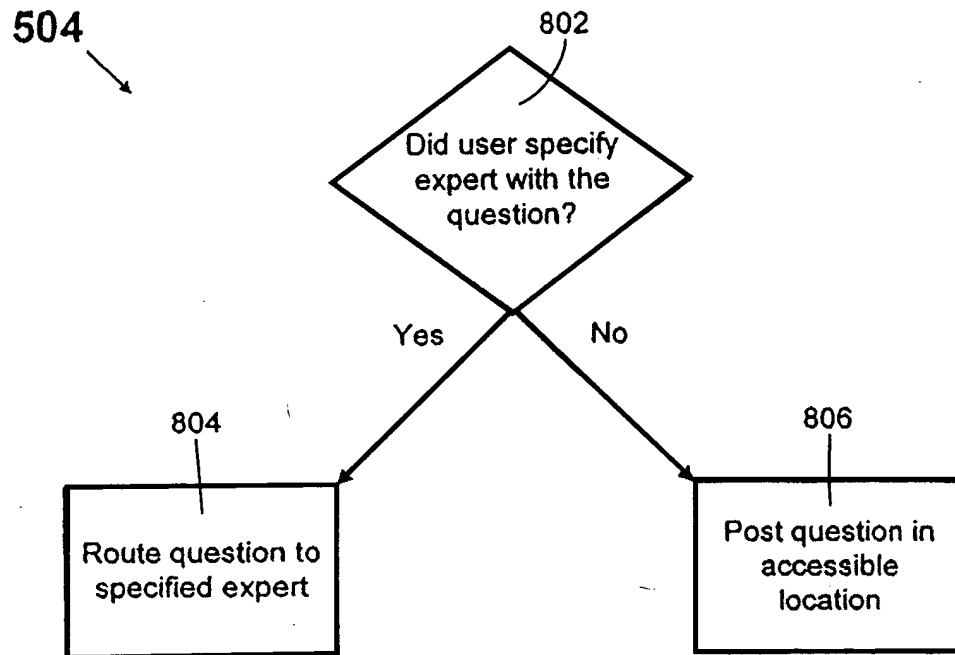 504
802
Did user specify
expert with the
question?
Yes
No
804
806
Route question to
specified expert
Post question in
accessible
location